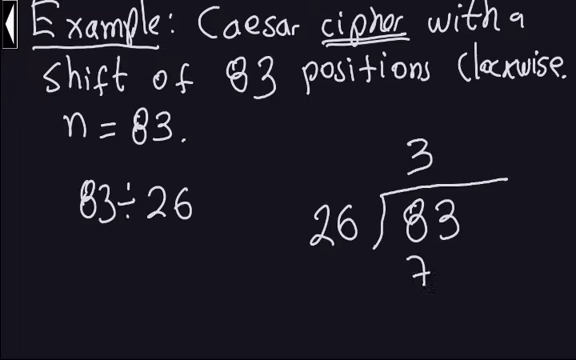 Example: Caesar cipher with a
shift of 83 positions Clockwise.
n = 83.
3
83 ÷ 26
26 ) 83
7